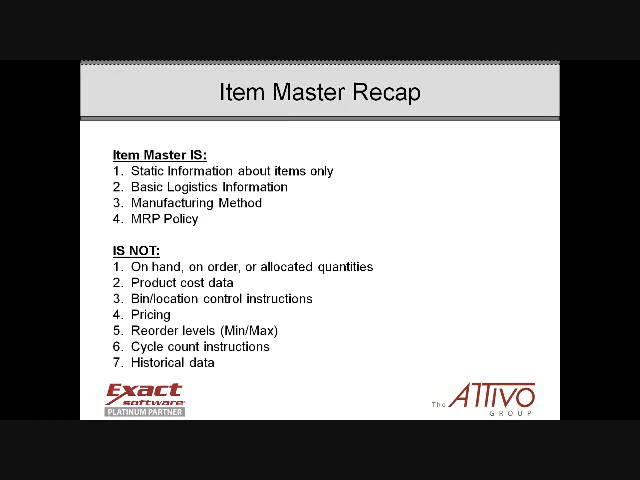 Item Master Recap
Item Master IS:
1. Static Information about items only
2. Basic Logistics Information
3. Manufacturing Method
4. MRP Policy
IS NOT:
1. On hand, on order, or allocated quantities
2. Product cost data
3. Bin/location control instructions
4. Pricing
5. Reorder levels (Min/Max)
6. Cycle count instructions
7. Historical data
Exact
software
PLATINUM PARTNER
The ATTIVO
GROUP